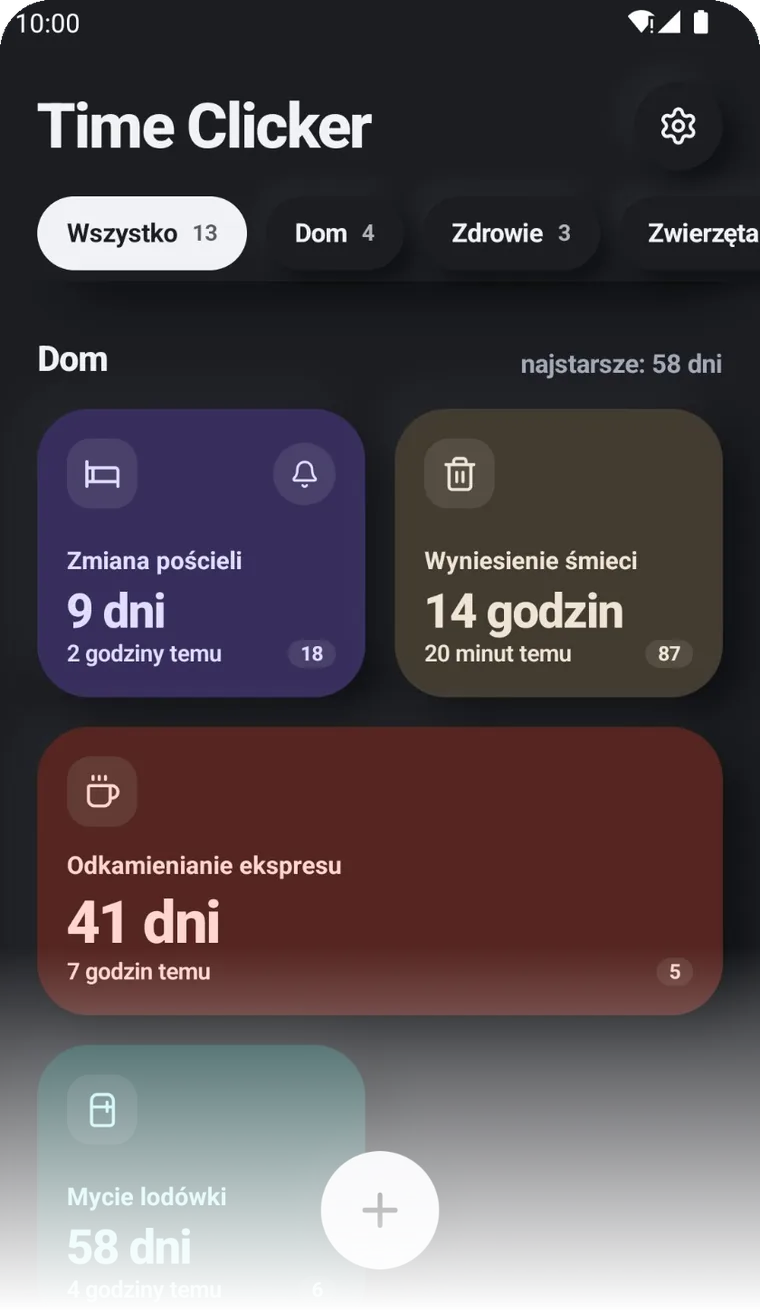 10:00
Time Clicker
Wszystko 13
Dom 4
Zdrowie 3
Zwierzęta
Dom
najstarsze: 58 dni
Zmiana pościeli
9 dni
2 godziny temu 18
Wyniesienie śmieci
14 godzin
20 minut temu 87
Odkamienianie ekspresu
41 dni
7 godzin temu 5
Mycie lodówki
58 dni
4 godziny temu 6